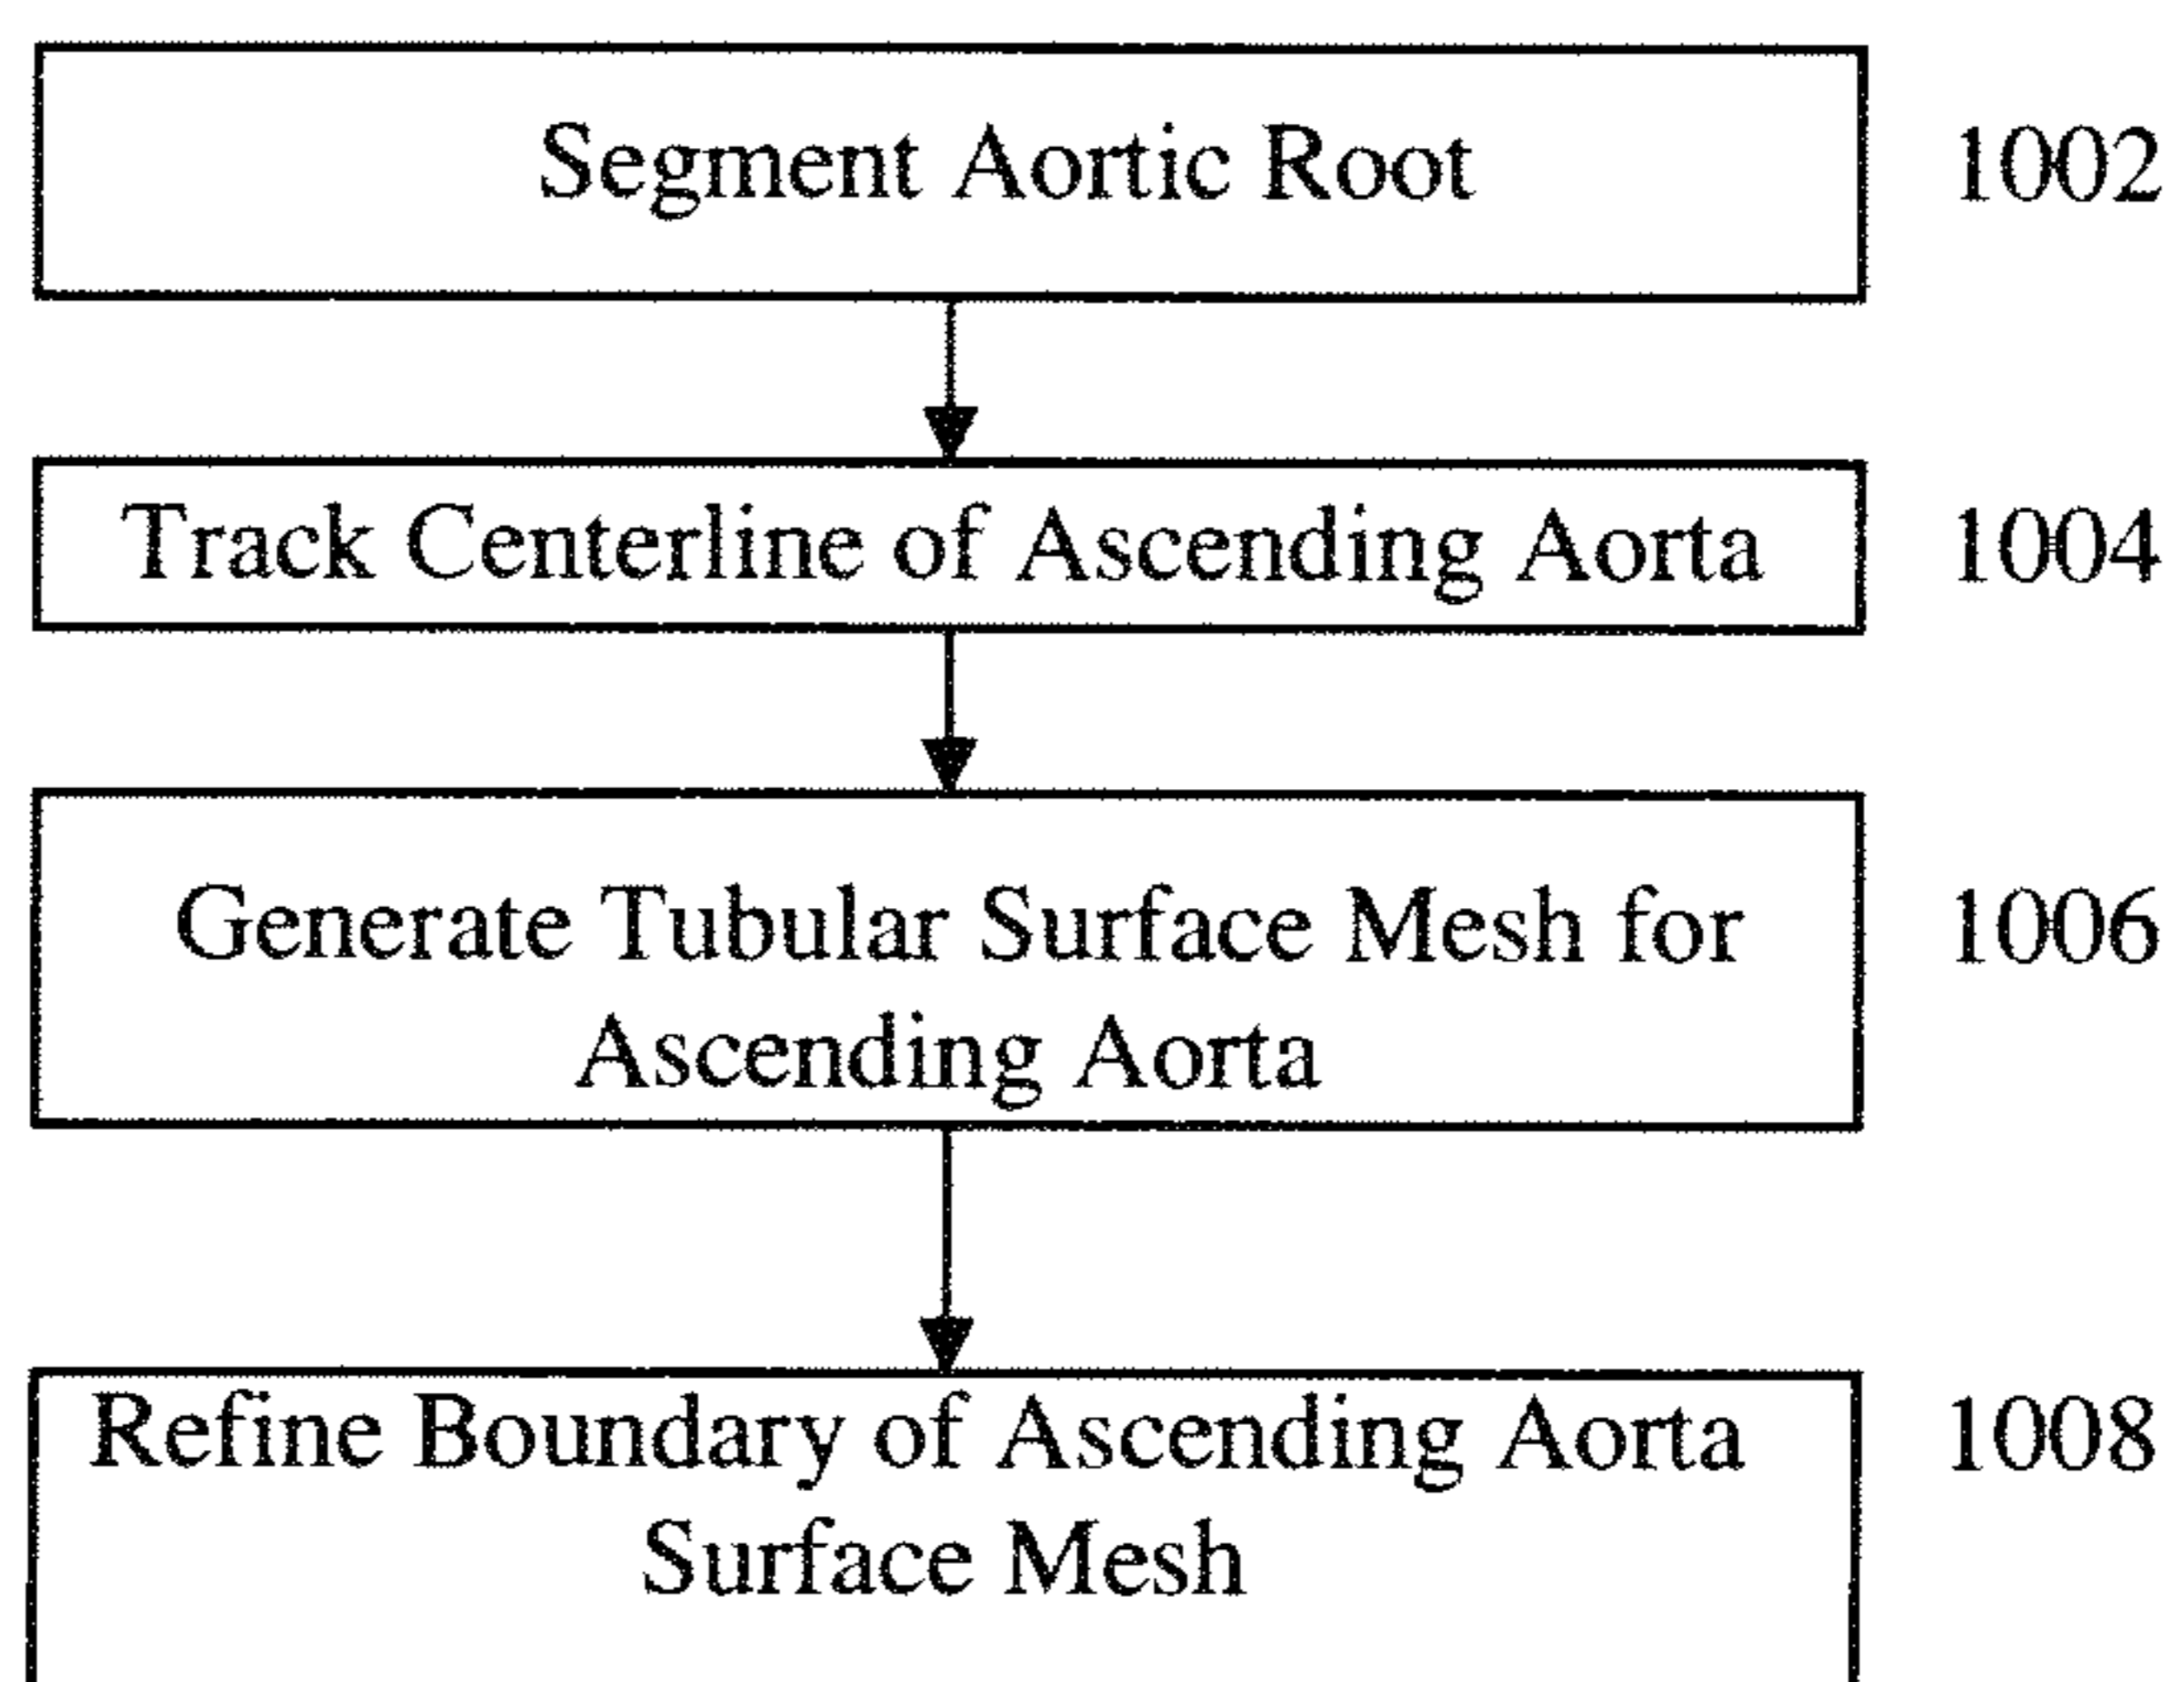 Segment Aortic Root 1002
Track Centerline of Ascending Aorta 1004
Generate Tubular Surface Mesh for 1006
Ascending Aorta
Refine Boundary of Ascending Aorta 1008
Surface Mesh